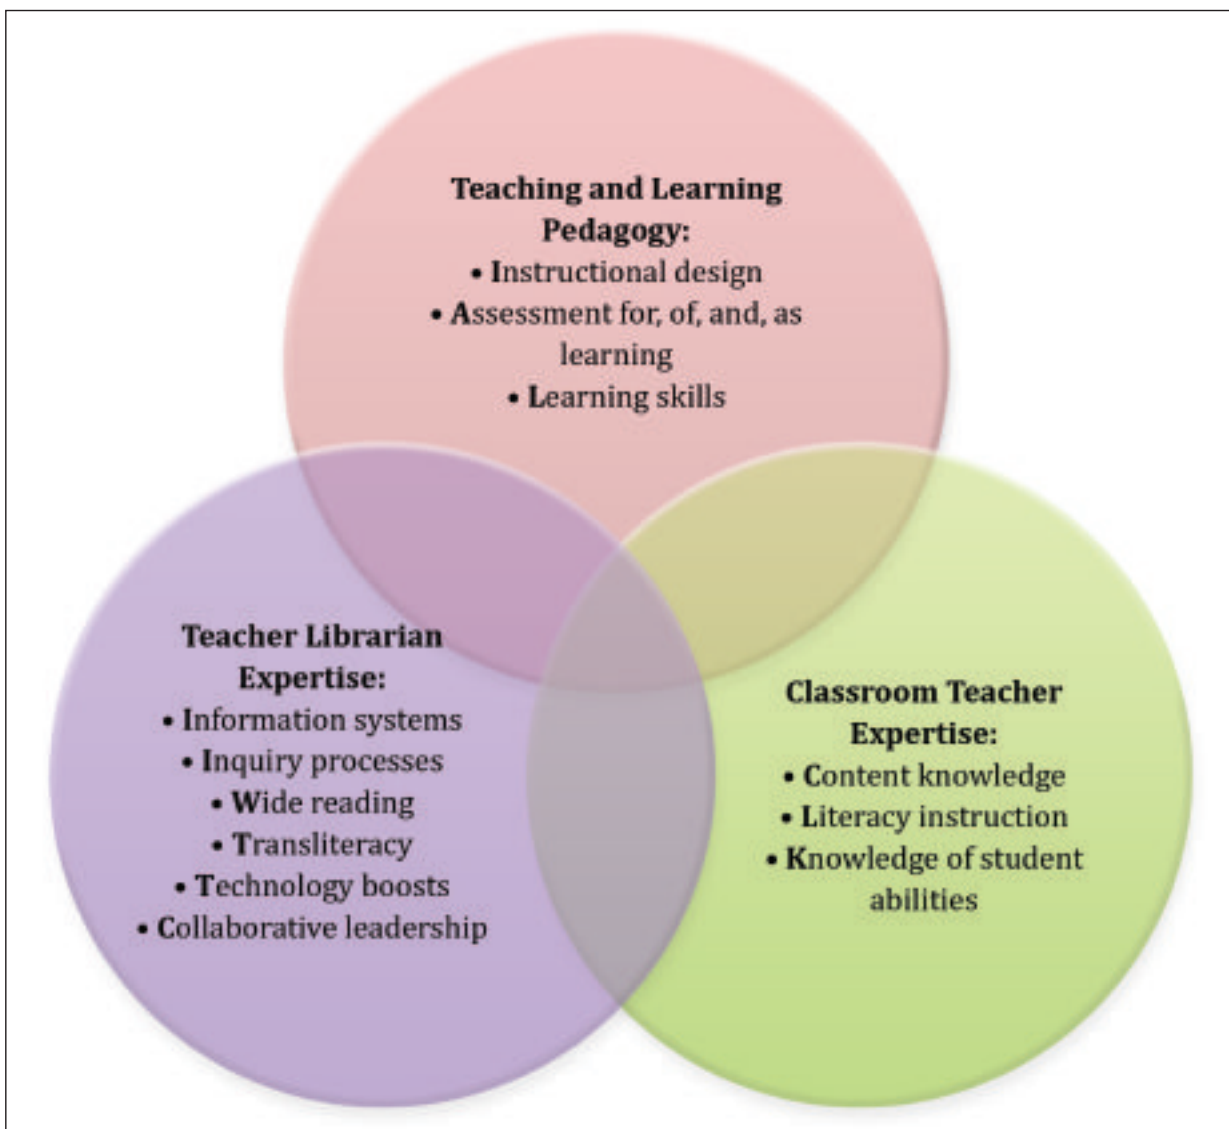 Teaching and Learning
Pedagogy:
• Instructional design
• Assessment for, of, and, as
learning
• Learning skills
Teacher Librarian
Expertise:
• Information systems
• Inquiry processes
• Wide reading
• Transliteracy
• Technology boosts
• Collaborative leadership
Classroom Teacher
Expertise:
• Content knowledge
• Literacy instruction
• Knowledge of student
abilities